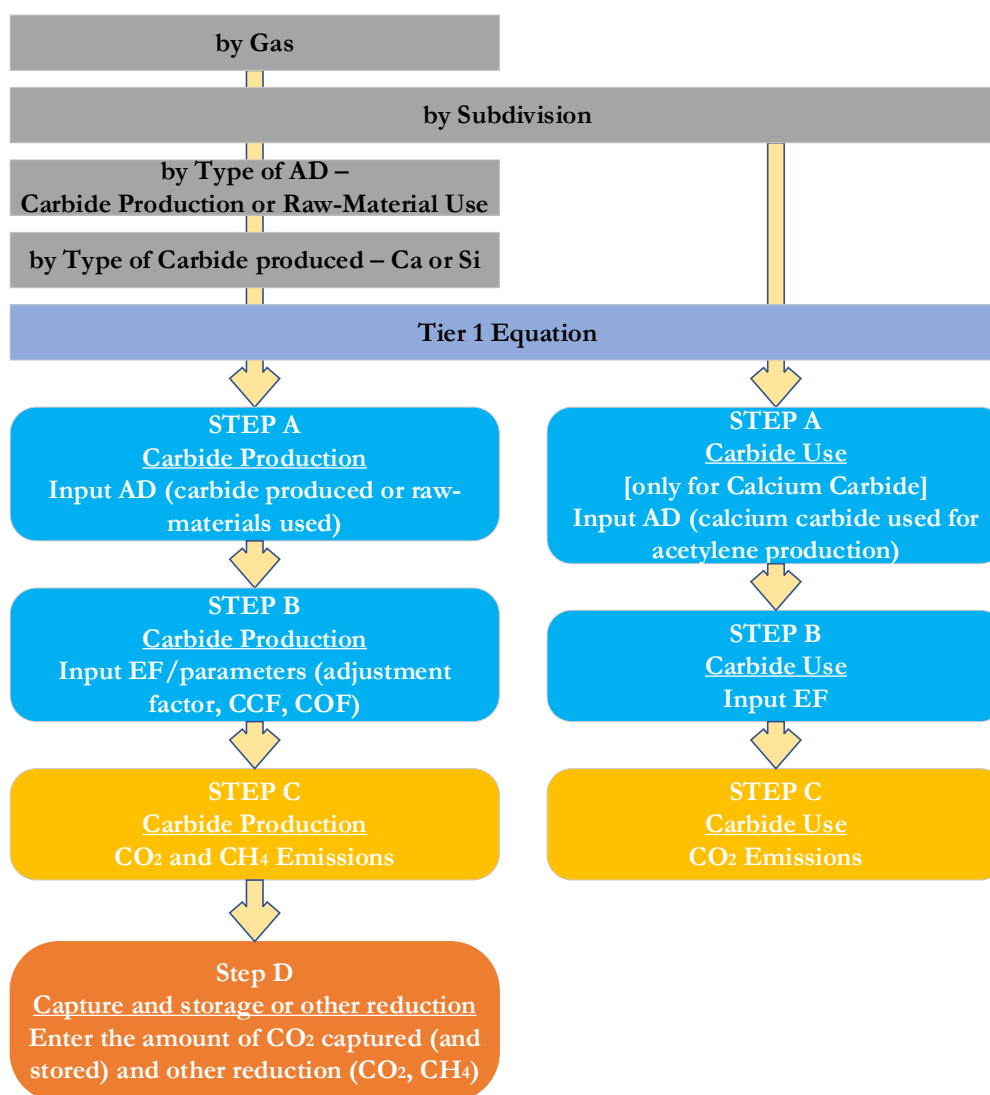 by Gas
by Subdivision
by Type of AD –
Carbide Production or Raw-Material Use
by Type of Carbide produced – Ca or Si
Tier 1 Equation
STEP A
Carbide Production
Input AD (carbide produced or raw-
materials used)
STEP B
Carbide Production
Input EF/parameters (adjustment
factor, CCF, COF)
STEP C
Carbide Production
CO₂ and CH₄ Emissions
Step D
Capture and storage or other reduction
Enter the amount of CO₂ captured (and
stored) and other reduction (CO₂, CH₄)
STEP A
Carbide Use
[only for Calcium Carbide]
Input AD (calcium carbide used for
acetylene production)
STEP B
Carbide Use
Input EF
STEP C
Carbide Use
CO₂ Emissions